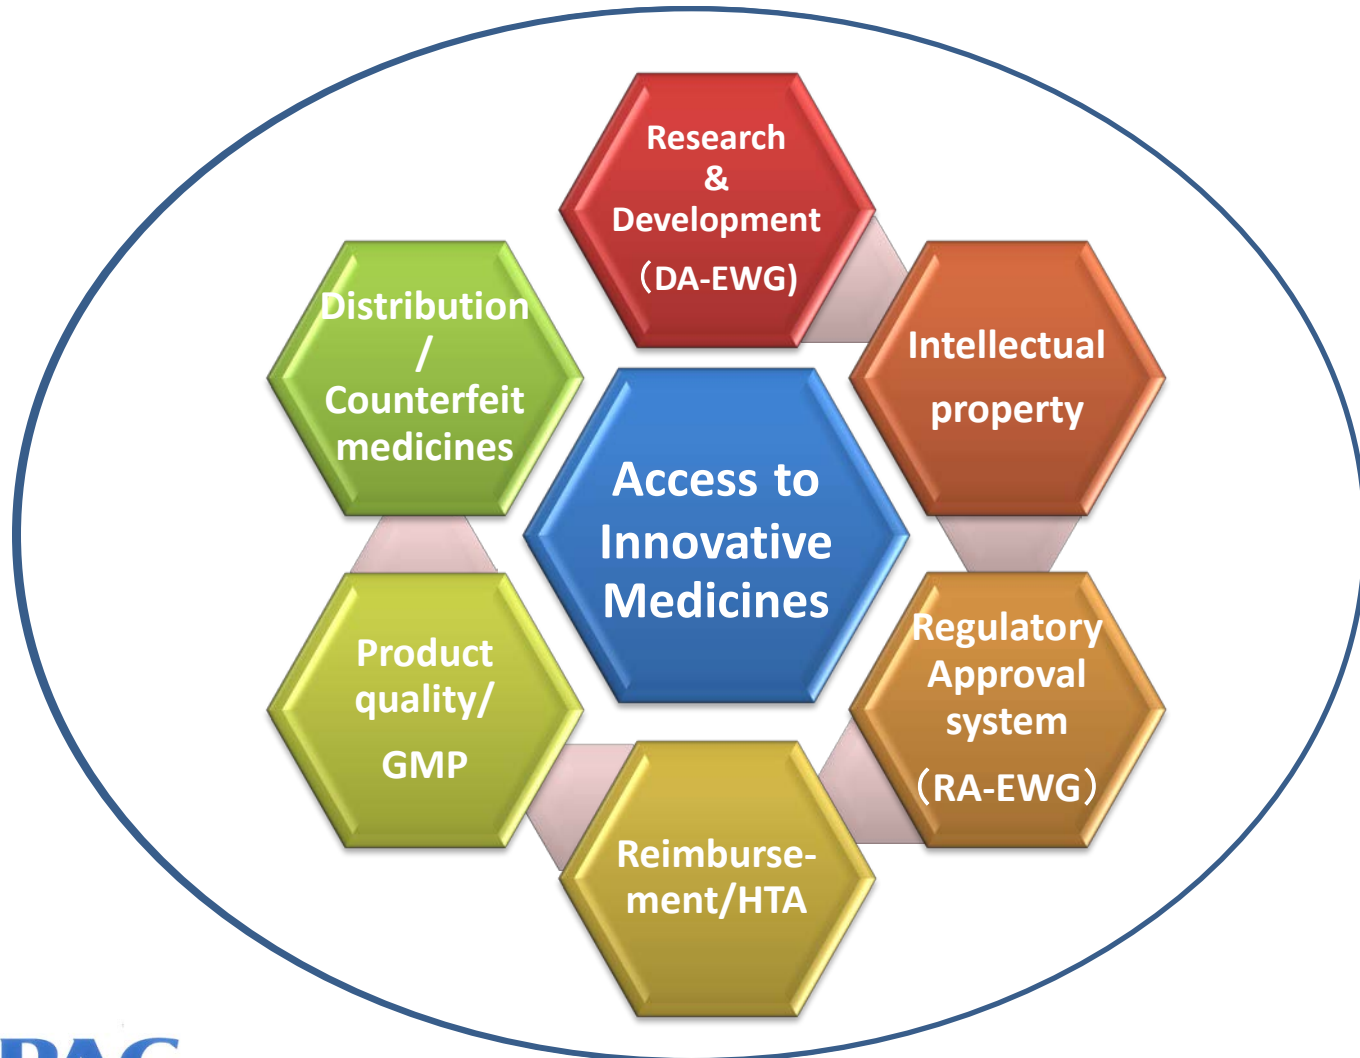 Research
&
Development
（DA-EWG)
Intellectual
property
Regulatory
Approval
system
（RA-EWG）
Reimburse-
ment/HTA
Product
quality/
GMP
Distribution
/
Counterfeit
medicines
Access to
Innovative
Medicines